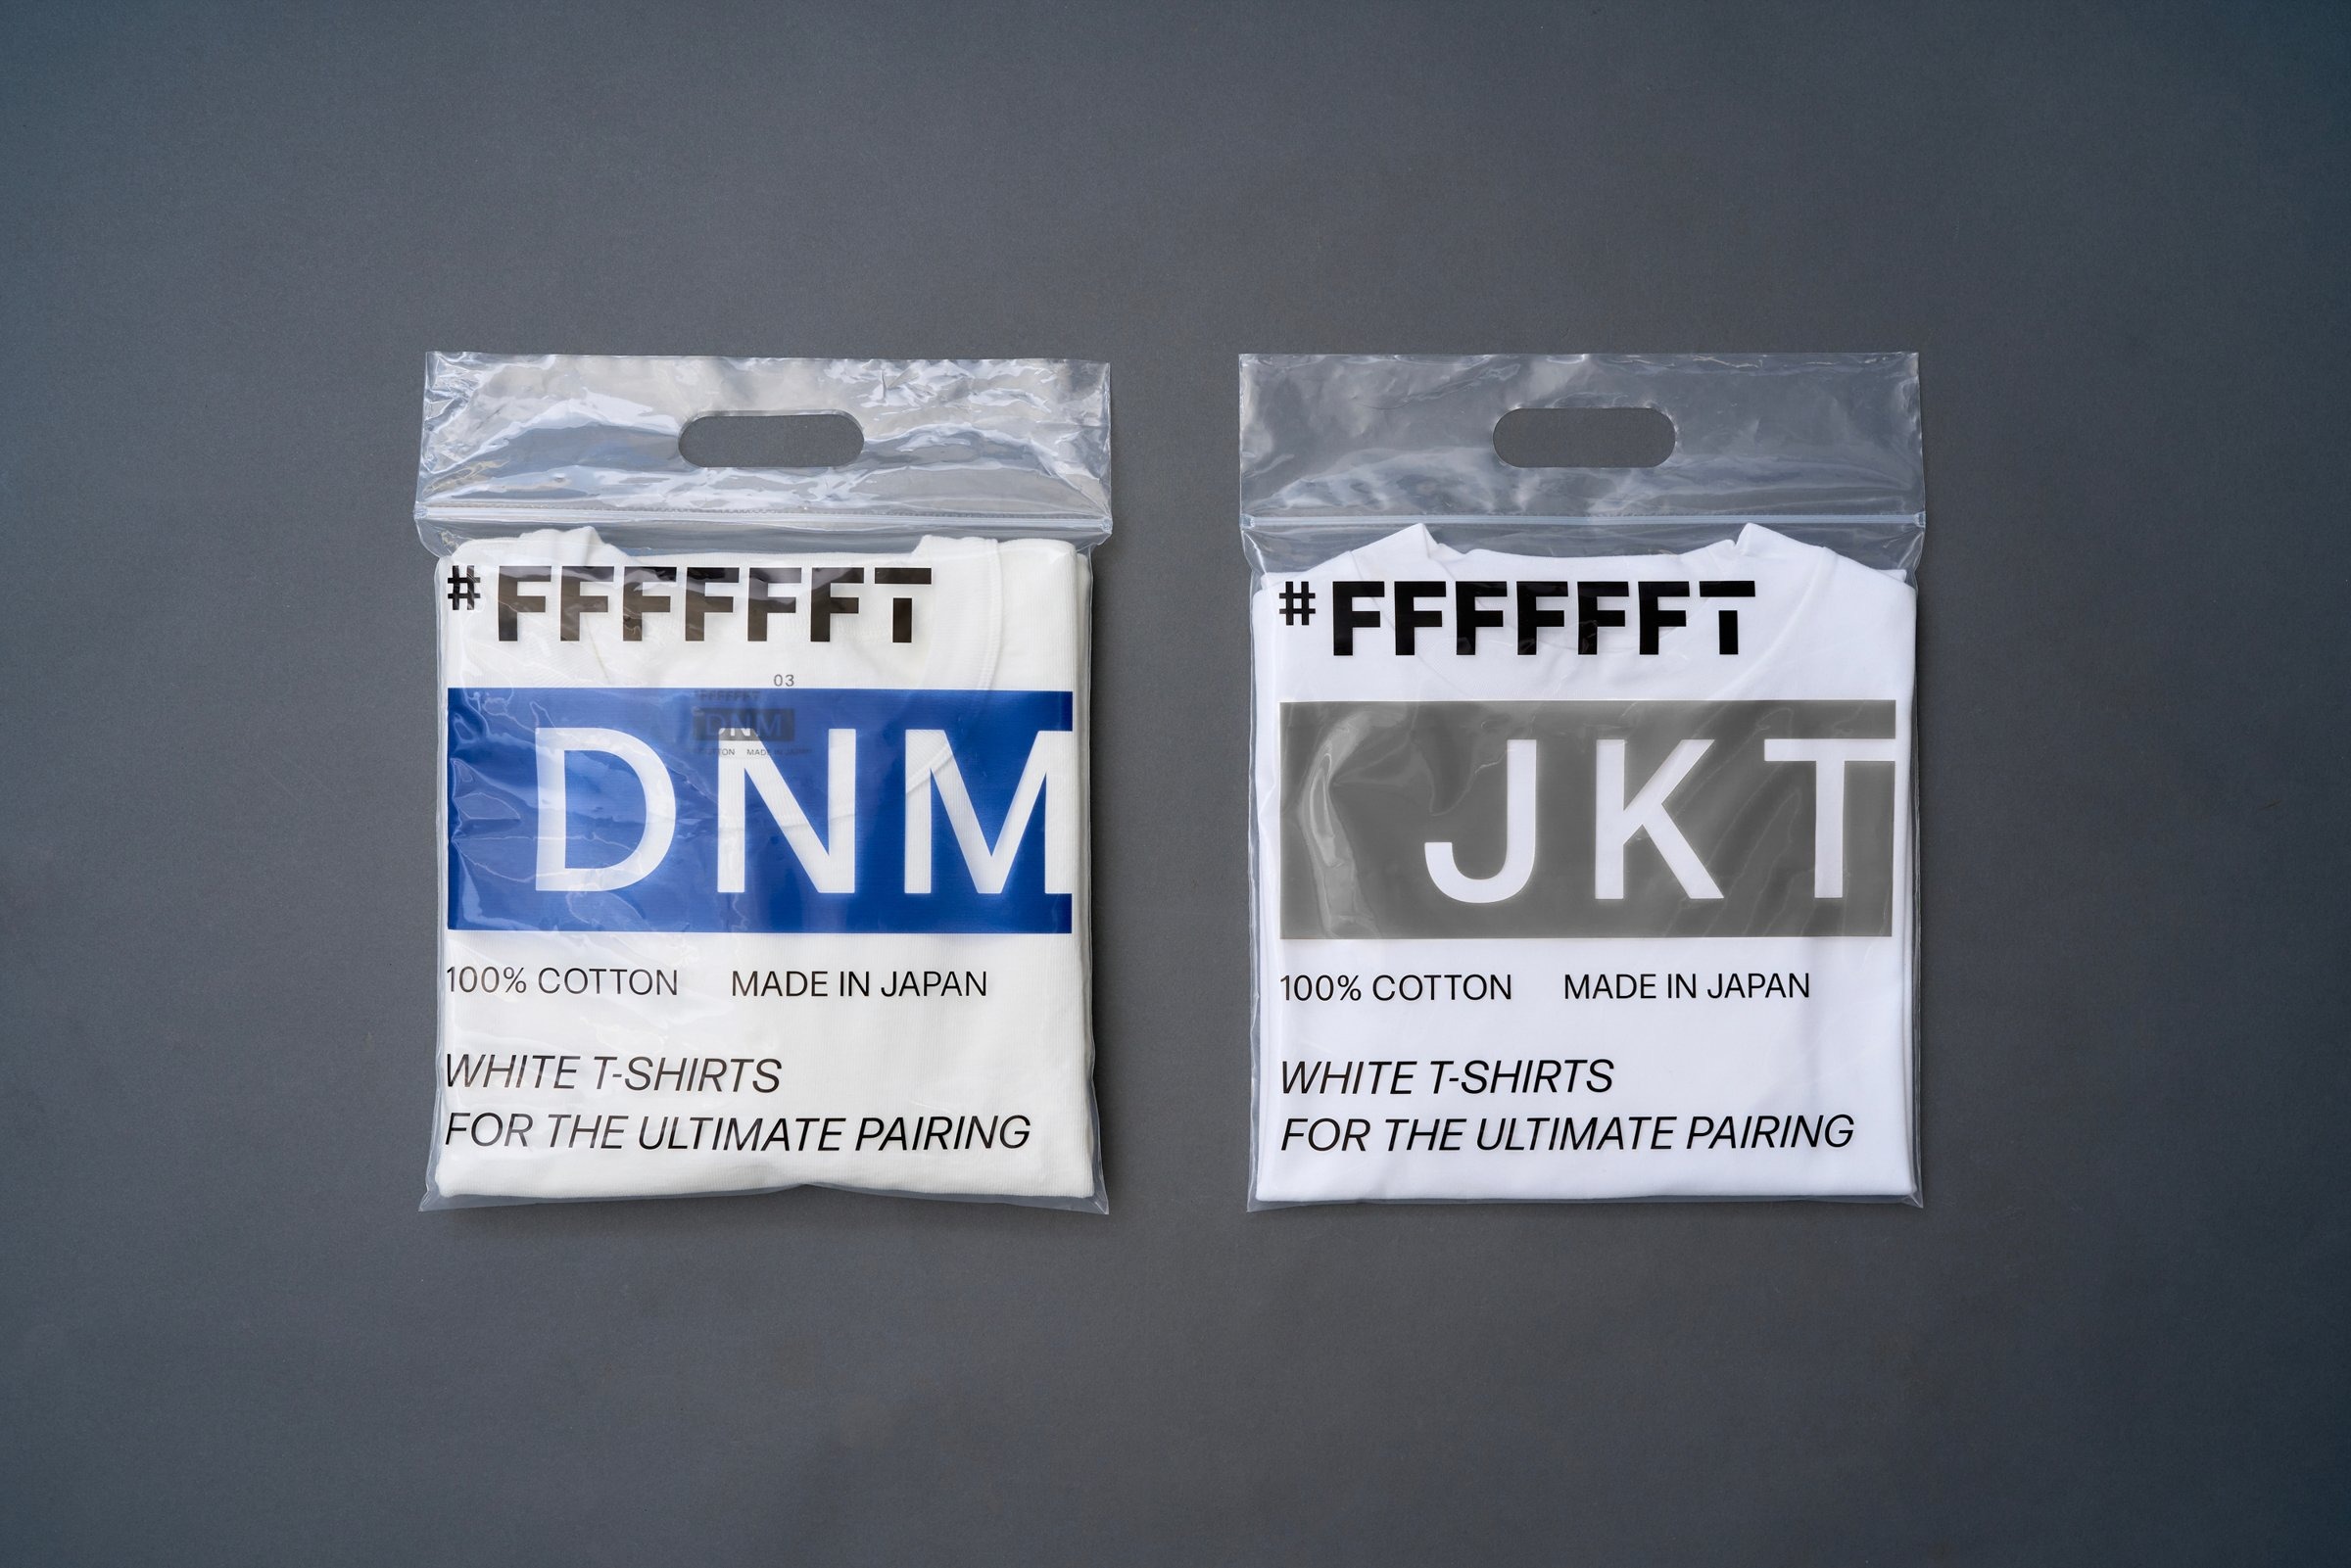 #FFFFFFT
03
DNM
100% COTTON MADE IN JAPAN
WHITE T-SHIRTS
FOR THE ULTIMATE PAIRING
#FFFFFFT
JKT
100% COTTON MADE IN JAPAN
WHITE T-SHIRTS
FOR THE ULTIMATE PAIRING